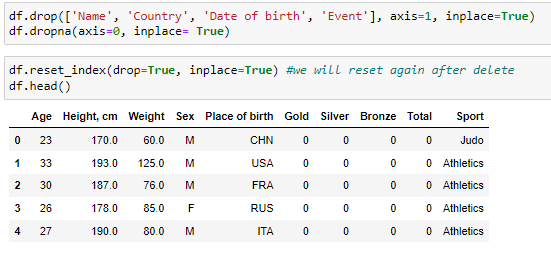 df.drop(['Name', 'Country', 'Date of birth', 'Event'], axis=1, inplace=True)
df.dropna(axis=0, inplace= True)
df.reset_index(drop=True, inplace=True) #we will reset again after delete
df.head()
Age Height, cm Weight Sex Place of birth Gold Silver Bronze Total Sport
0 23 170.0 60.0 M CHN 0 0 0 0 Judo
1 33 193.0 125.0 M USA 0 0 0 0 Athletics
2 30 187.0 76.0 M FRA 0 0 0 0 Athletics
3 26 178.0 85.0 F RUS 0 0 0 0 Athletics
4 27 190.0 80.0 M ITA 0 0 0 0 Athletics